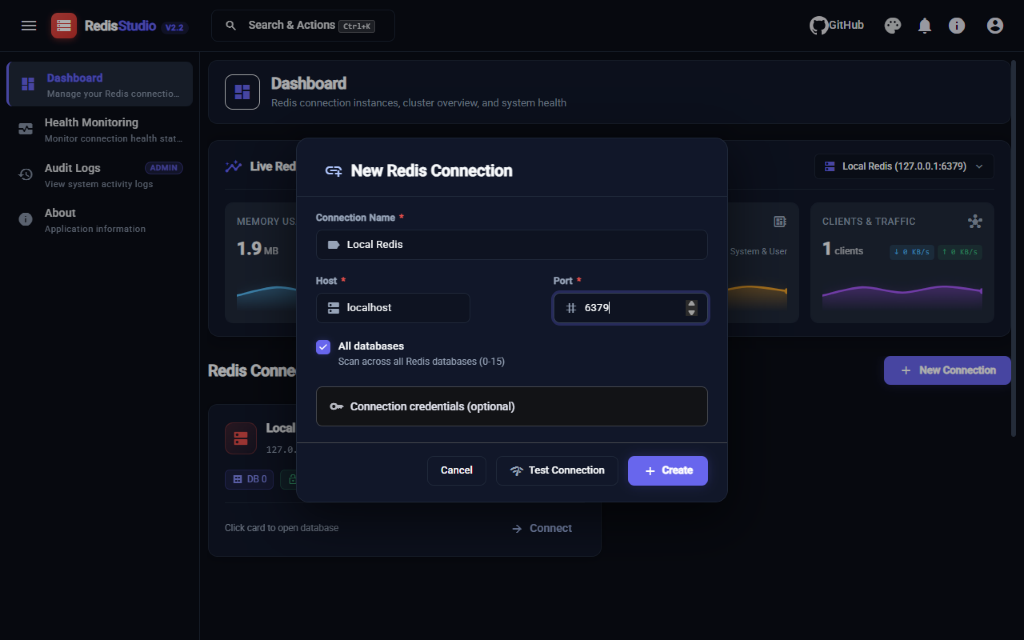 RedisStudio V2.2
Search & Actions Ctrl+K
GitHub
Dashboard
Manage your Redis connectio...
Health Monitoring
Monitor connection health stat...
Audit Logs ADMIN
View system activity logs
About
Application information
Dashboard
Redis connection instances, cluster overview, and system health
Live Red
Local Redis (127.0.0.1:6379)
MEMORY US
1.9 MB
System & User
CLIENTS & TRAFFIC
1 clients
↓ 0 KB/s ↑ 0 KB/s
New Redis Connection
Connection Name *
Local Redis
Host * Port *
localhost 6379
All databases
Scan across all Redis databases (0-15)
Connection credentials (optional)
Cancel Test Connection + Create
Redis Conne
+ New Connection
Local
127.0.
DB 0
Click card to open database
→ Connect